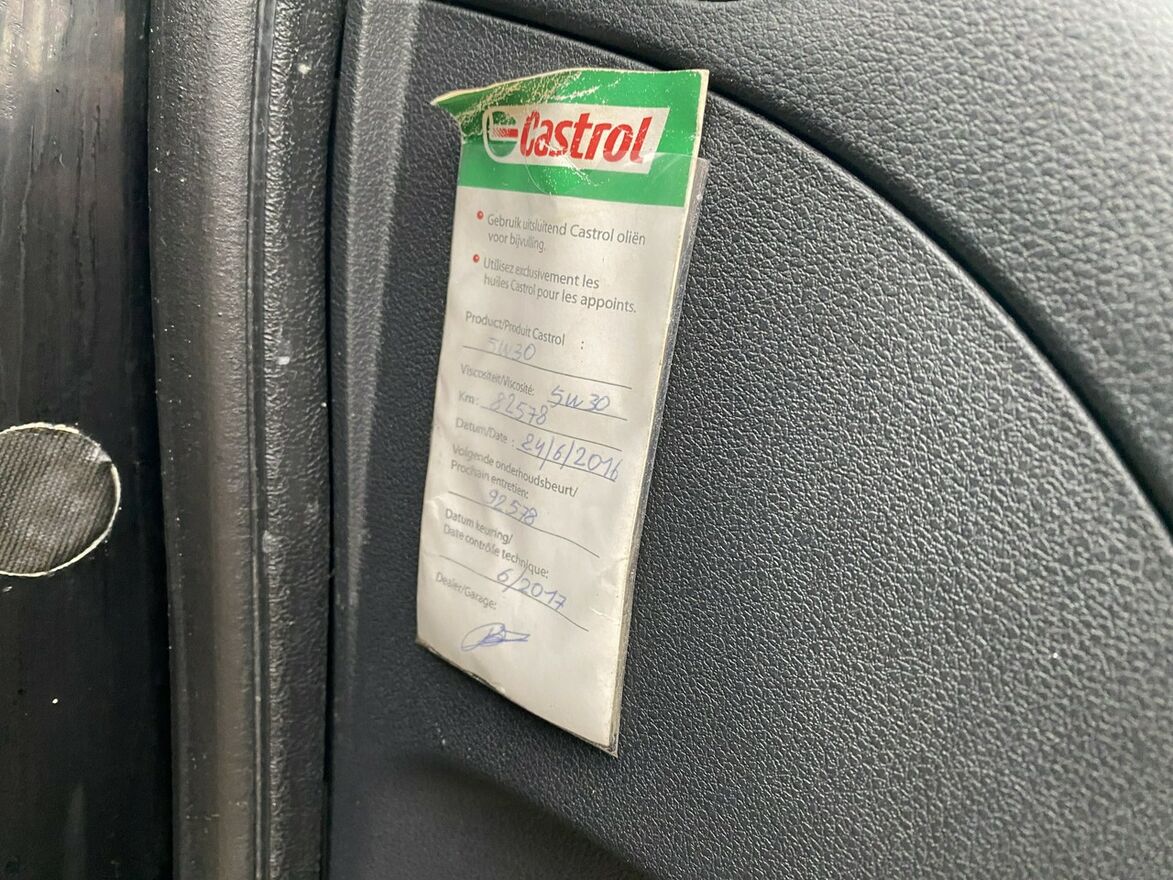 Castrol
Gebruik uitsluitend Castrol oliën
voor bijvulling.
Utilisez exclusivement les
huiles Castrol pour les appoints.
Product/Produit Castrol :
5W30
Viscositeit/Viscosité: 5W30
Km: 82578
Datum/Date : 24/6/2016
Volgende onderhoudsbeurt/
Prochain entretien:
92578
Datum keuring/
Date contrôle technique:
6/2017
Dealer/Garage: